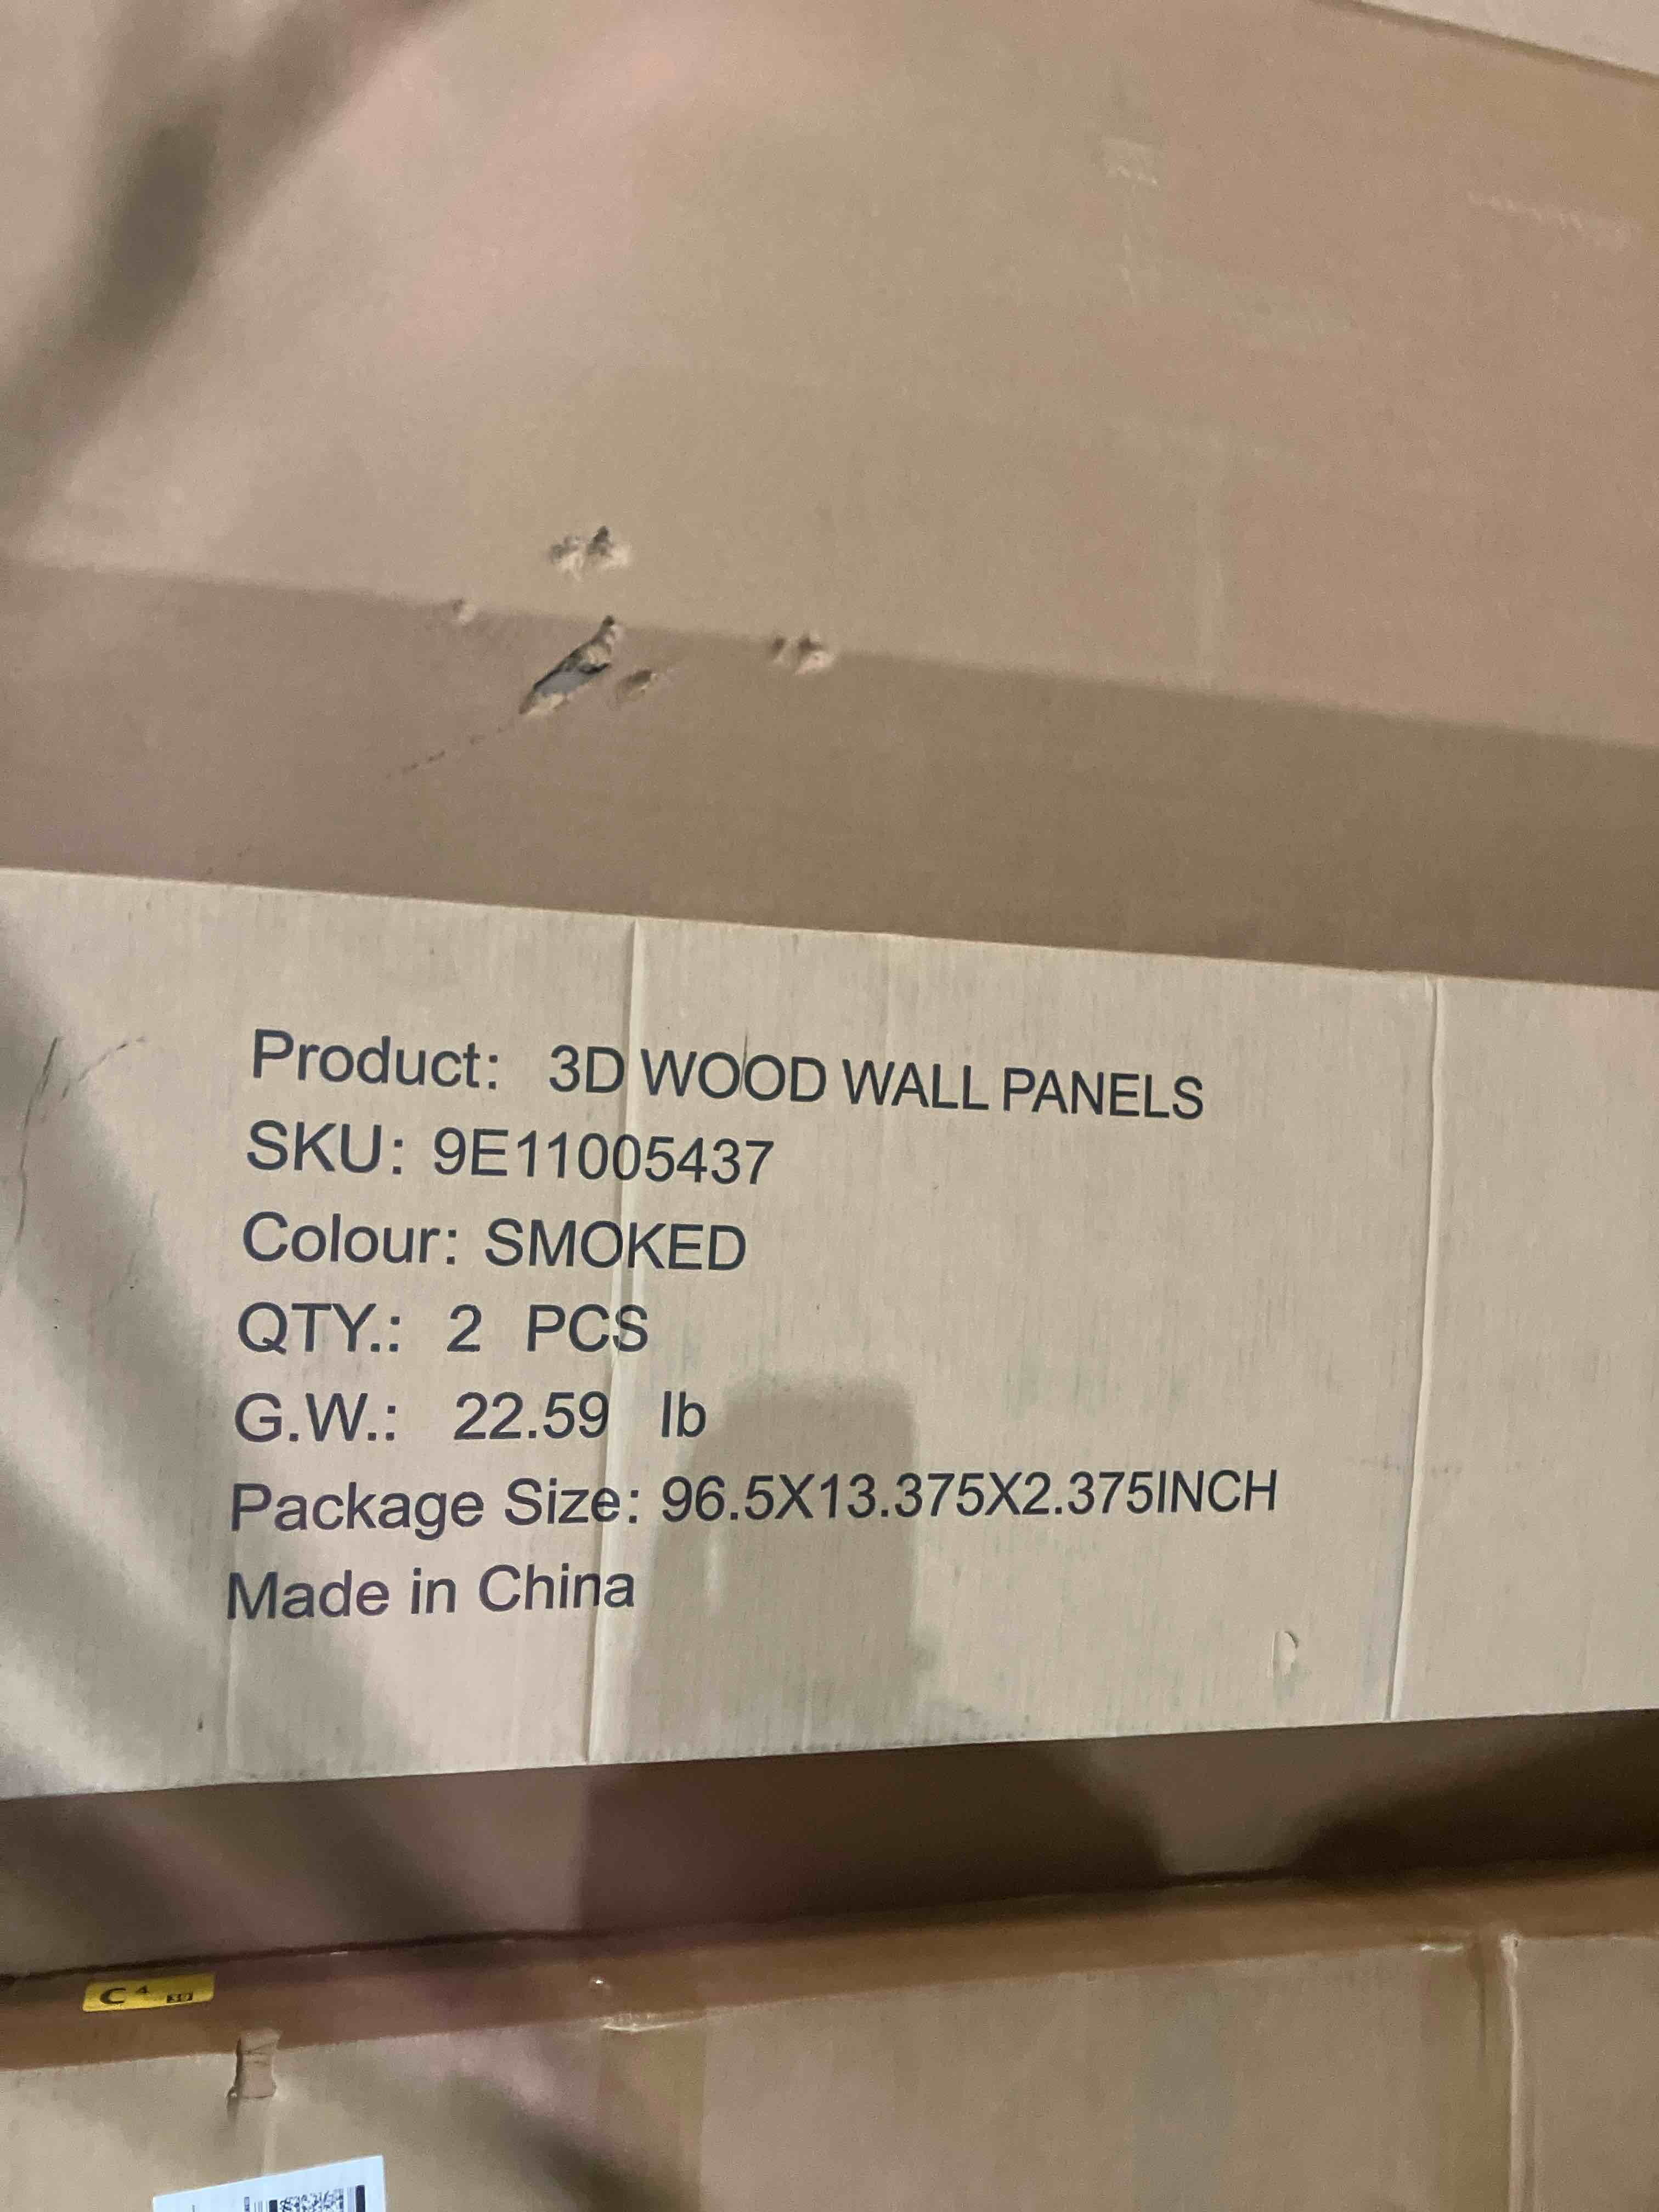 Product: 3D WOOD WALL PANELS
SKU: 9E11005437
Colour: SMOKED
QTY.: 2 PCS
G.W.: 22.59 lb
Package Size: 96.5X13.375X2.375INCH
Made in China
C 4